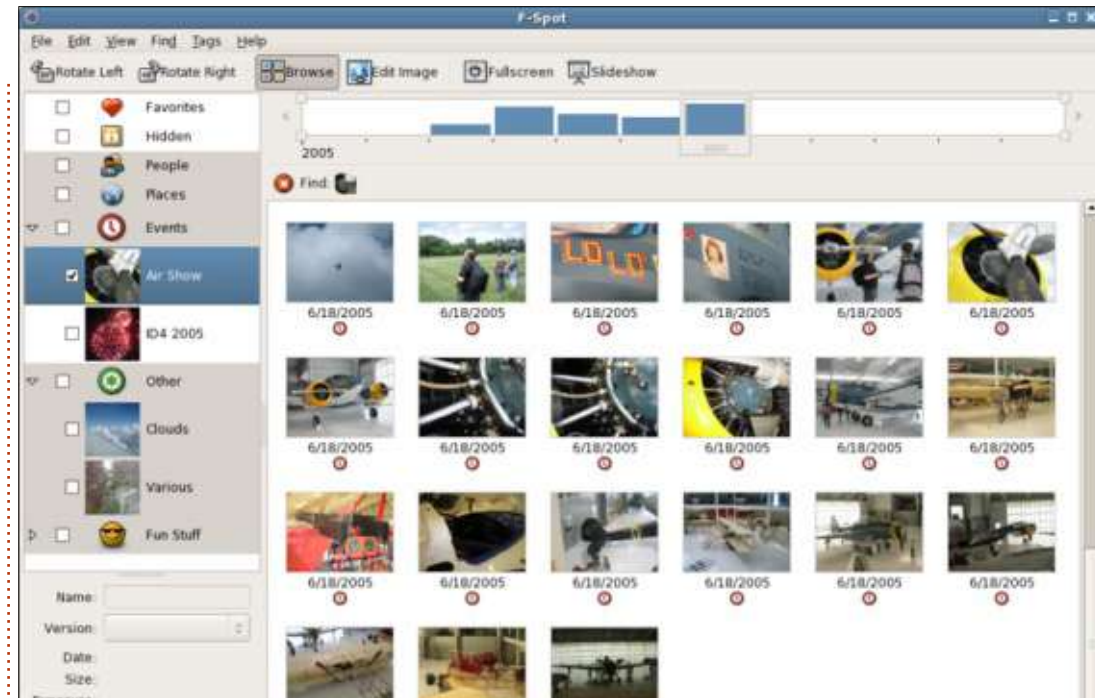 F-Spot
File Edit View Find Tags Help
Rotate Left Rotate Right Browse Edit Image Fullscreen Slideshow
Favorites
Hidden
People
Places
Events
Air Show
ID4 2005
Other
Clouds
Various
Fun Stuff
Name:
Version:
Date:
Size:
2005
Find:
LD LD
6/18/2005 6/18/2005 6/18/2005 6/18/2005 6/18/2005 6/18/2005
6/18/2005 6/18/2005 6/18/2005 6/18/2005 6/18/2005 6/18/2005
6/18/2005 6/18/2005 6/18/2005 6/18/2005 6/18/2005 6/18/2005